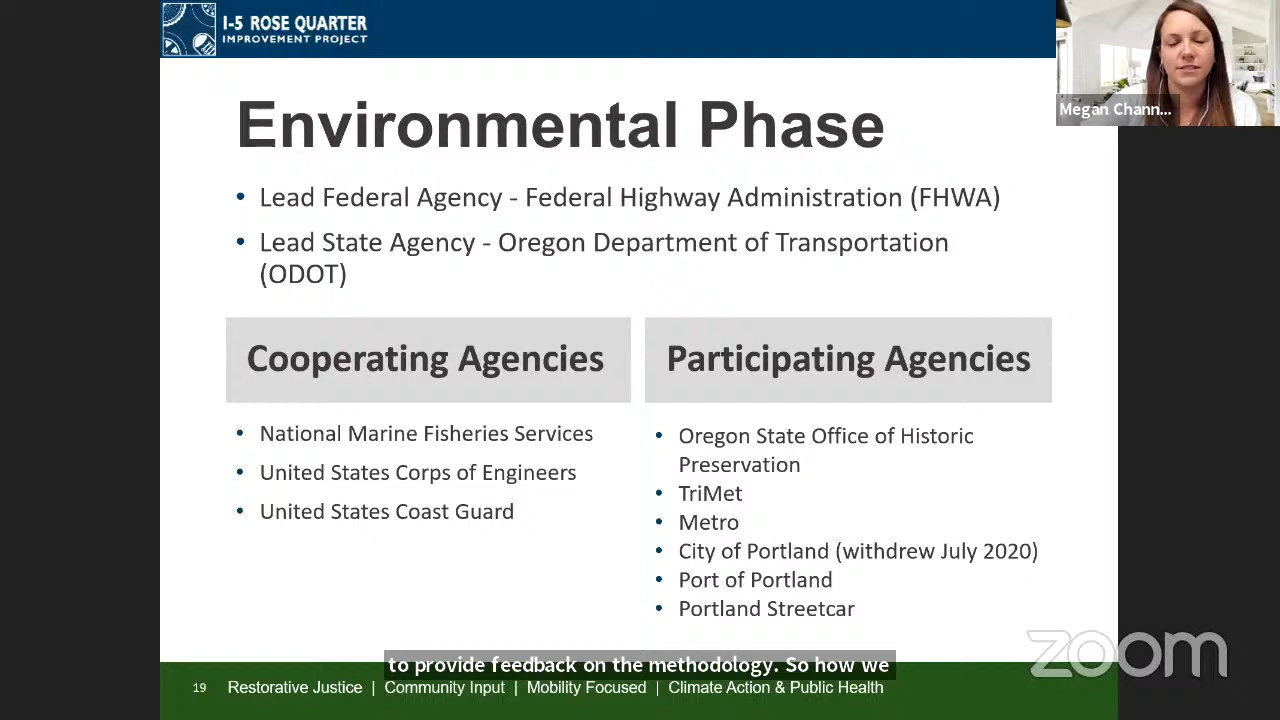 I-5 ROSE QUARTER
IMPROVEMENT PROJECT
Megan Chann...
Environmental Phase
• Lead Federal Agency - Federal Highway Administration (FHWA)
• Lead State Agency - Oregon Department of Transportation
(ODOT)
Cooperating Agencies
• National Marine Fisheries Services
• United States Corps of Engineers
• United States Coast Guard
Participating Agencies
• Oregon State Office of Historic
Preservation
• TriMet
• Metro
• City of Portland (withdrew July 2020)
• Port of Portland
• Portland Streetcar
zoom
to provide feedback on the methodology. So how we
19 Restorative Justice | Community Input | Mobility Focused | Climate Action & Public Health